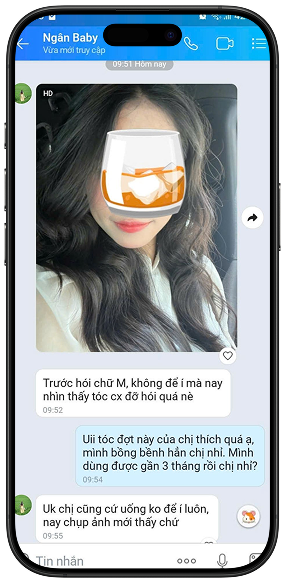 Ngân Baby
Vừa mới truy cập
09:51 Hôm nay
HD
Trước hói chữ M, không để í mà nay
nhìn thấy tóc cx đỡ hói quá nè
09:52
Uii tóc đợt này của chị thích quá ạ,
mình bồng bềnh hẳn chị nhỉ. Mình
dùng được gần 3 tháng rồi chị nhỉ?
09:54
Uk chị cũng cứ uống ko để í luôn,
nay chụp ảnh mới thấy chứ
09:55
Tin nhắn